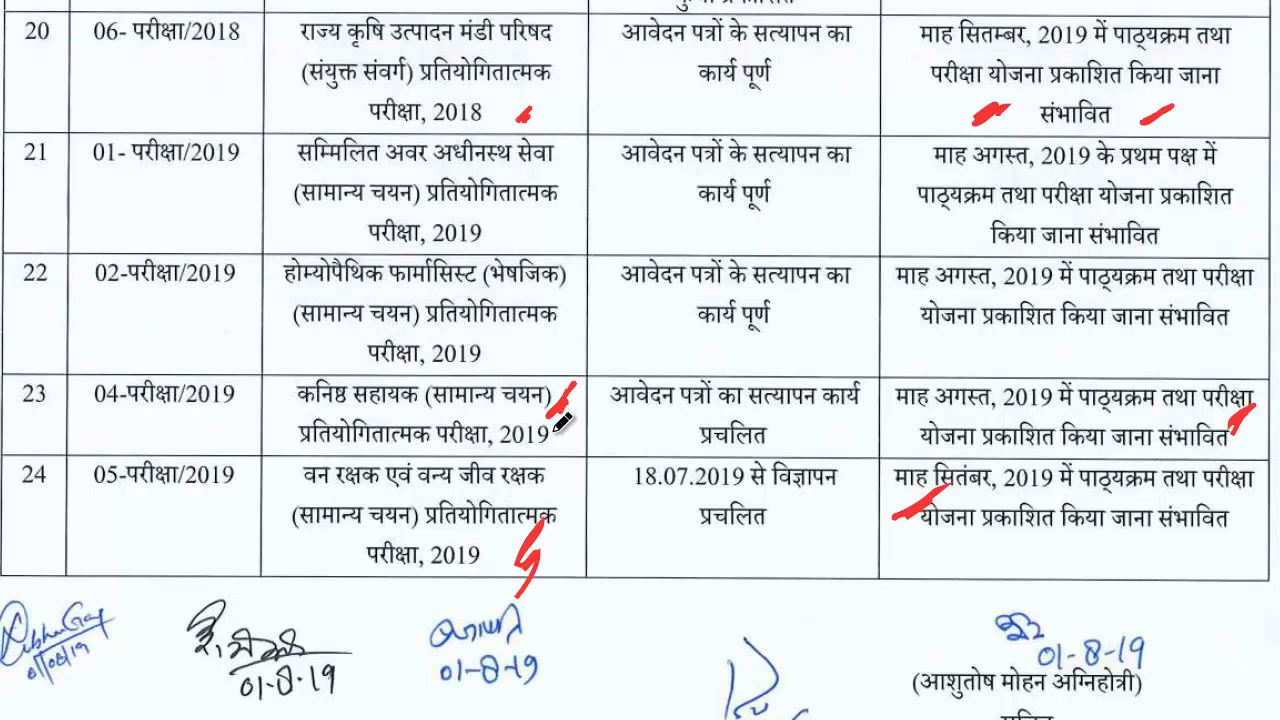 20 06- परीक्षा/2018 राज्य कृषि उत्पादन मंडी परिषद आवेदन पत्रों के सत्यापन का माह सितम्बर, 2019 में पाठ्यक्रम तथा
(संयुक्त संवर्ग) प्रतियोगितात्मक कार्य पूर्ण परीक्षा योजना प्रकाशित किया जाना
परीक्षा, 2018 संभावित
21 01- परीक्षा/2019 सम्मिलित अवर अधीनस्थ सेवा आवेदन पत्रों के सत्यापन का माह अगस्त, 2019 के प्रथम पक्ष में
(सामान्य चयन) प्रतियोगितात्मक कार्य पूर्ण पाठ्यक्रम तथा परीक्षा योजना प्रकाशित
परीक्षा, 2019 किया जाना संभावित
22 02-परीक्षा/2019 होम्योपैथिक फार्मासिस्ट (भेषजिक) आवेदन पत्रों के सत्यापन का माह अगस्त, 2019 में पाठ्यक्रम तथा परीक्षा
(सामान्य चयन) प्रतियोगितात्मक कार्य पूर्ण योजना प्रकाशित किया जाना संभावित
परीक्षा, 2019
23 04-परीक्षा/2019 कनिष्ठ सहायक (सामान्य चयन) आवेदन पत्रों का सत्यापन कार्य माह अगस्त, 2019 में पाठ्यक्रम तथा परीक्षा
प्रतियोगितात्मक परीक्षा, 2019 प्रचलित योजना प्रकाशित किया जाना संभावित
24 05-परीक्षा/2019 वन रक्षक एवं वन्य जीव रक्षक 18.07.2019 से विज्ञापन माह सितंबर, 2019 में पाठ्यक्रम तथा परीक्षा
(सामान्य चयन) प्रतियोगितात्मक प्रचलित योजना प्रकाशित किया जाना संभावित
परीक्षा, 2019
01-8-19 01-8-19 01-8-19
(आशुतोष मोहन अग्निहोत्री)